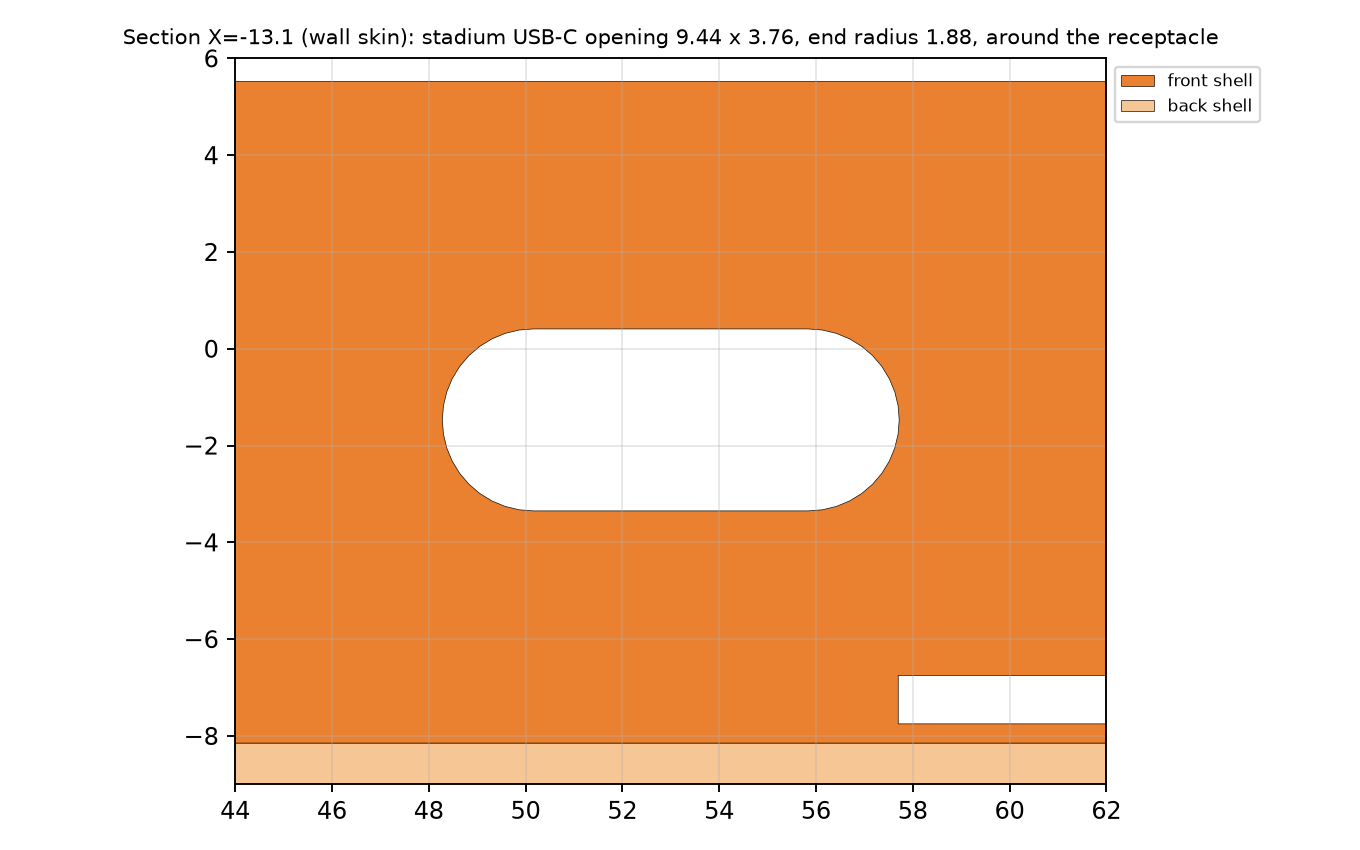 Section X=-13.1 (wall skin): stadium USB-C opening 9.44 x 3.76, end radius 1.88, around the receptacle
front shell
back shell
6
4
2
0
−2
−4
−6
−8
44 46 48 50 52 54 56 58 60 62